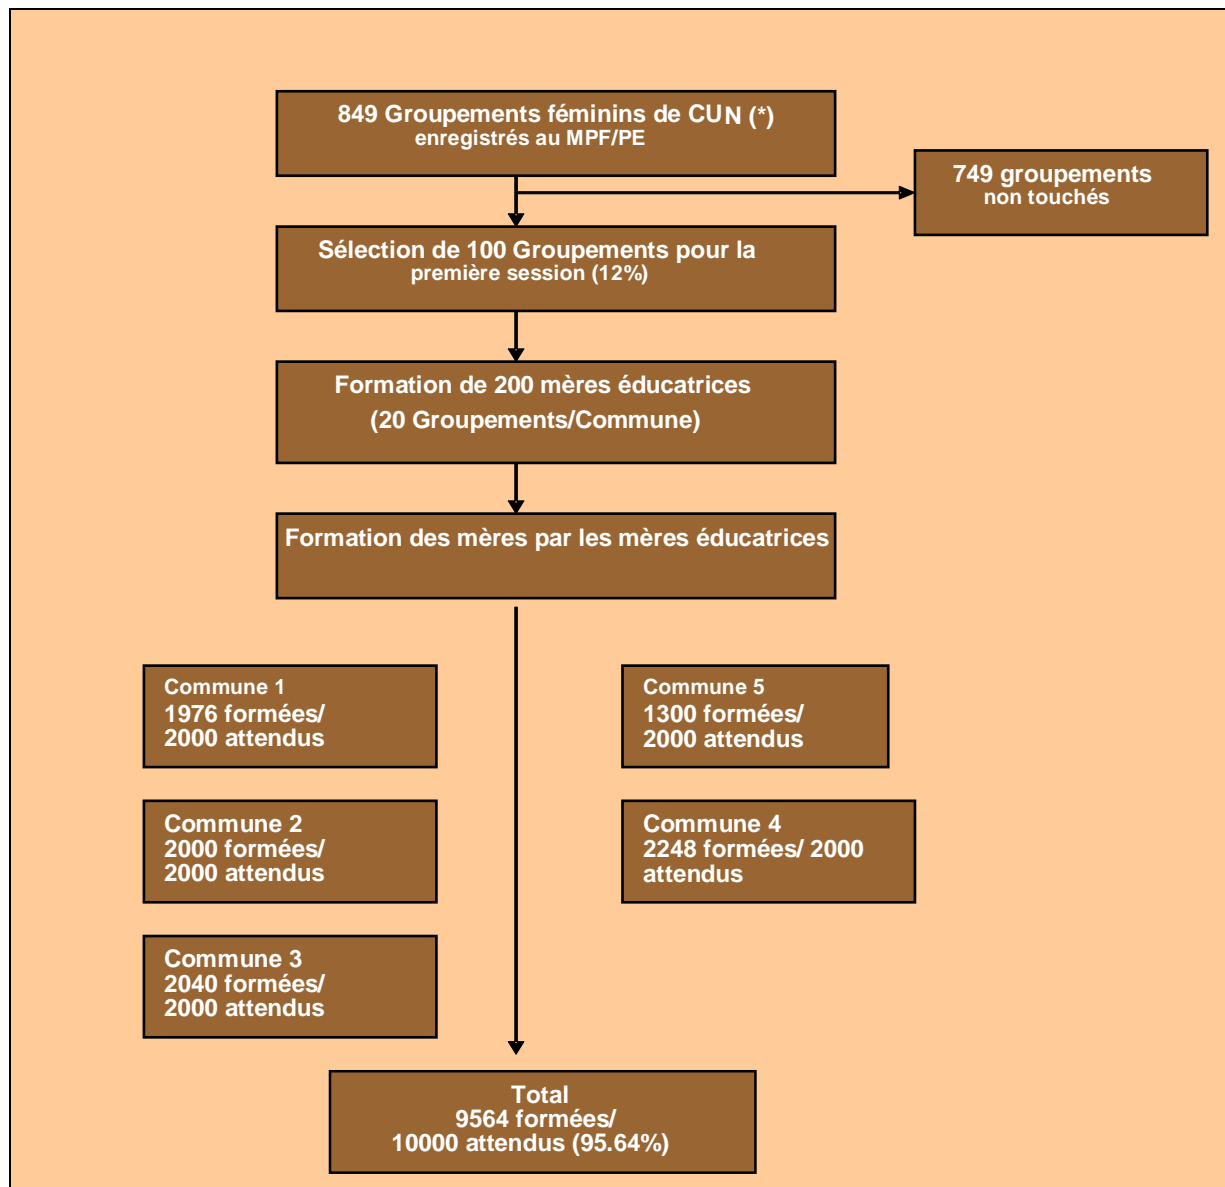 849 Groupements féminins de CUN (*)
enregistrés au MPF/PE
749 groupements
non touchés
Sélection de 100 Groupements pour la
première session (12%)
Formation de 200 mères éducatrices
(20 Groupements/Commune)
Formation des mères par les mères éducatrices
Commune 1
1976 formées/
2000 attendus
Commune 5
1300 formées/
2000 attendus
Commune 2
2000 formées/
2000 attendus
Commune 4
2248 formées/ 2000
attendus
Commune 3
2040 formées/
2000 attendus
Total
9564 formées/
10000 attendus (95.64%)